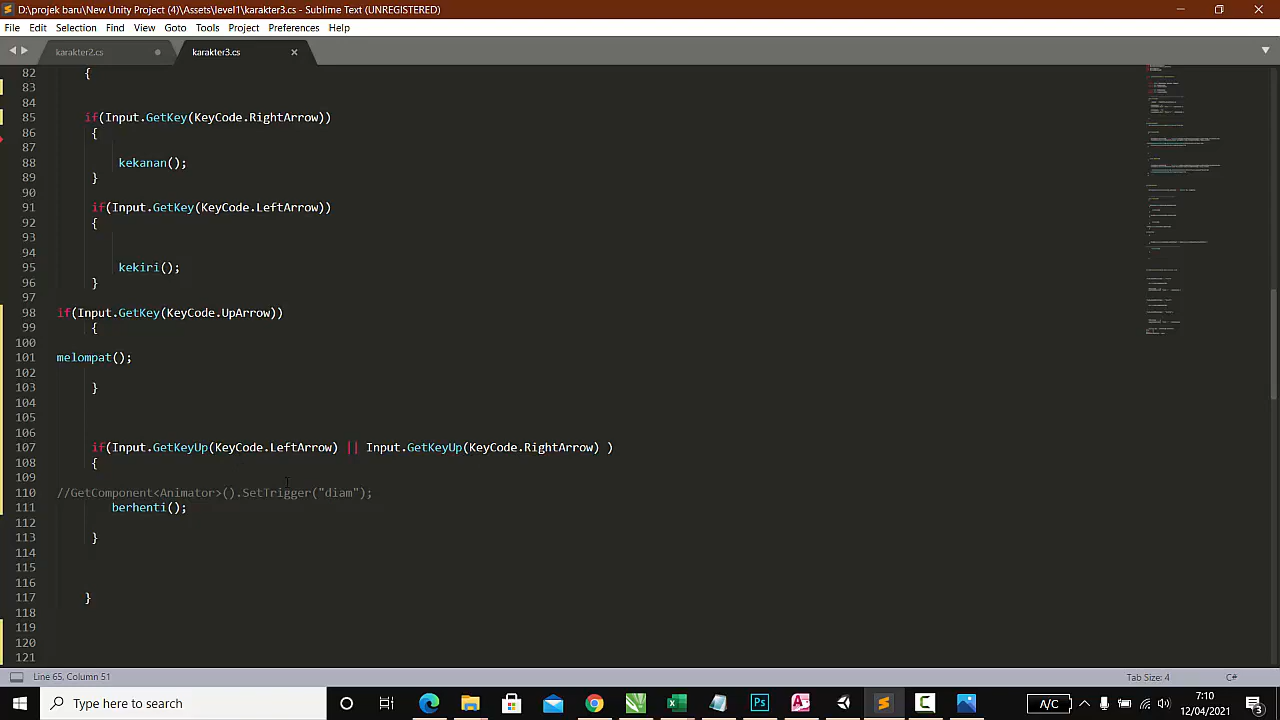 D:\projek baru\New Unity Project (4)\Assets\level1\karakter3.cs - Sublime Text (UNREGISTERED)
File Edit Selection Find View Goto Tools Project Preferences Help
karakter2.cs karakter3.cs
82 {
83
84
85 if(Input.GetKey(KeyCode.RightArrow))
86 {
87
88 kekanan();
89 }
90
91 if(Input.GetKey(KeyCode.LeftArrow))
92 {
93
94
95 kekiri();
96 }
97
98 if(Input.GetKey(KeyCode.UpArrow))
99 {
100
101 melompat();
102
103 }
104
105
106
107 if(Input.GetKeyUp(KeyCode.LeftArrow) || Input.GetKeyUp(KeyCode.RightArrow) )
108 {
109
110 //GetComponent<Animator>().SetTrigger("diam");
111 berhenti();
112
113 }
114
115
116
117 }
118
119
120
121
Line 65, Column 51 Tab Size: 4 C#
Type here to search A/C 7:10
12/04/2021 3